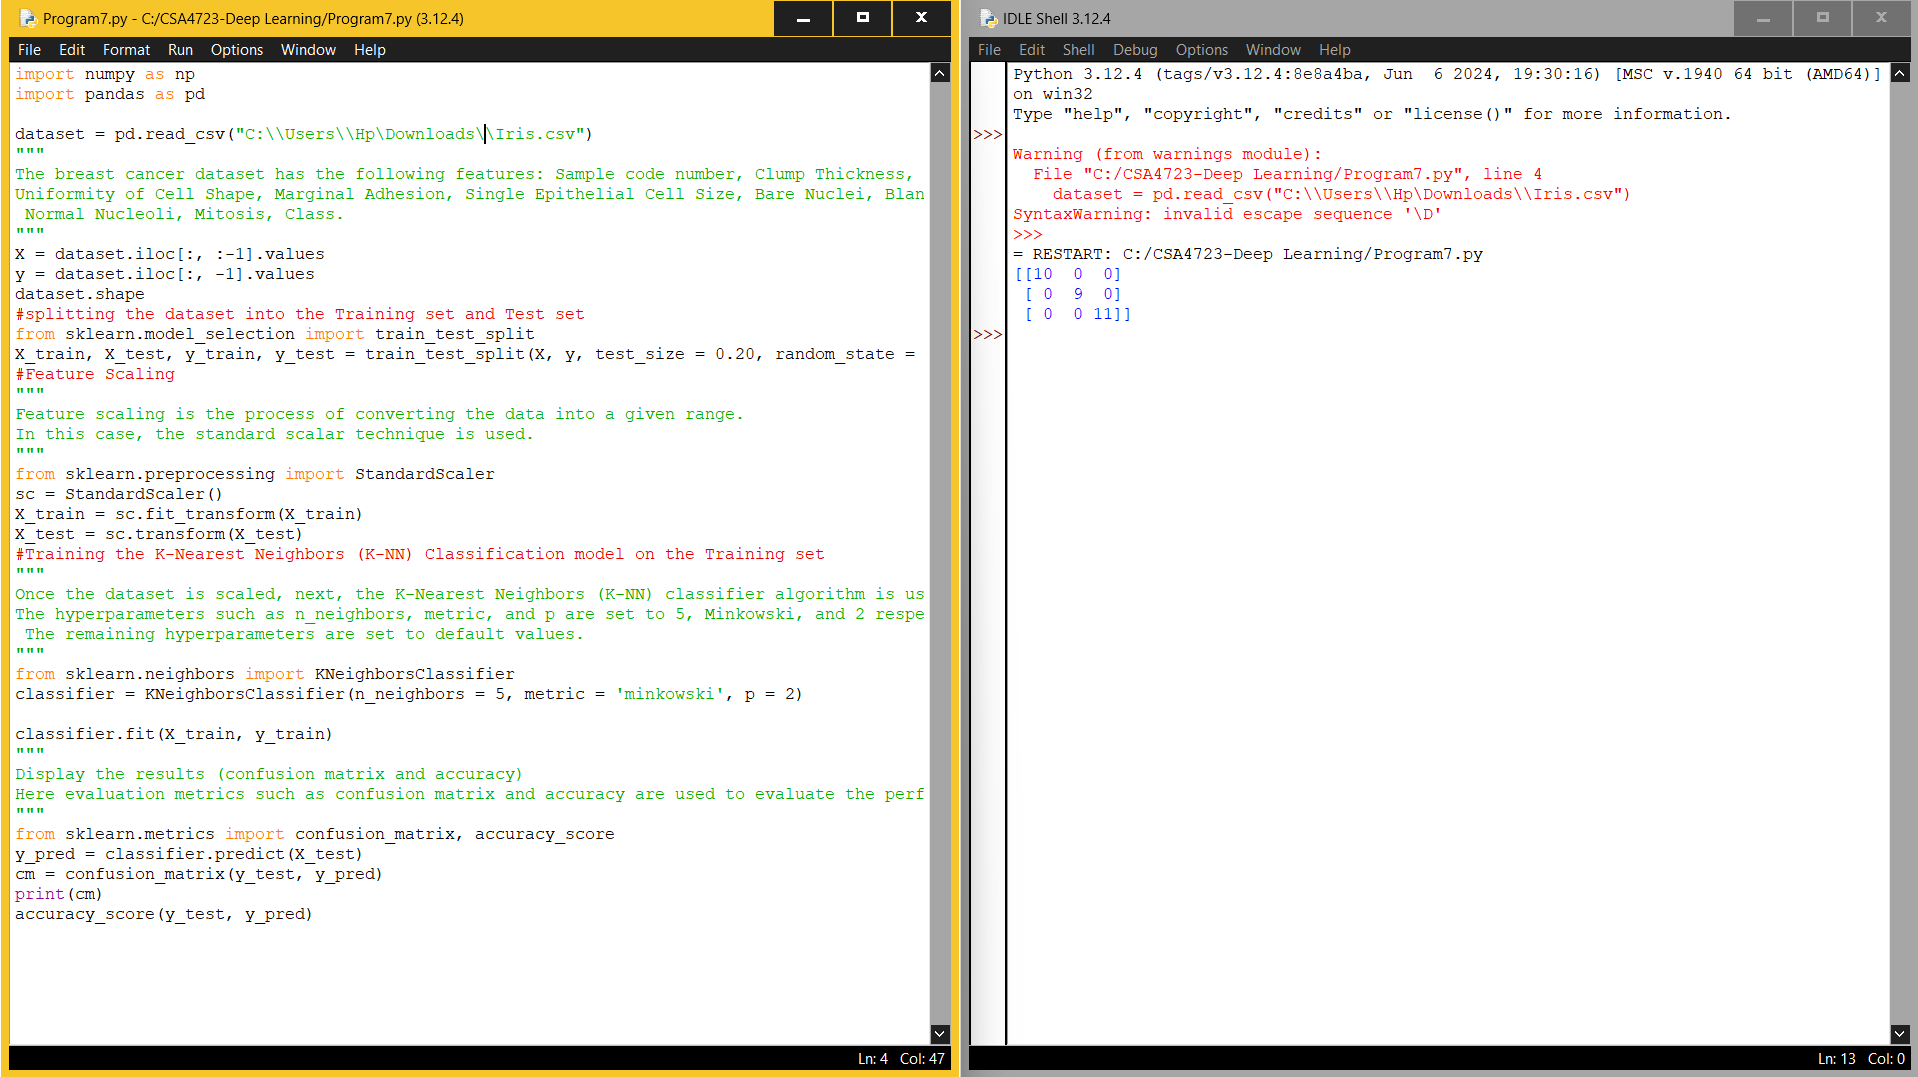 Program7.py - C:/CSA4723-Deep Learning/Program7.py (3.12.4)
File Edit Format Run Options Window Help
import numpy as np
import pandas as pd
dataset = pd.read_csv("C:\\Users\\Hp\Downloads\\Iris.csv")
"""
The breast cancer dataset has the following features: Sample code number, Clump Thickness,
Uniformity of Cell Shape, Marginal Adhesion, Single Epithelial Cell Size, Bare Nuclei, Blan
 Normal Nucleoli, Mitosis, Class.
"""
X = dataset.iloc[:, :-1].values
y = dataset.iloc[:, -1].values
dataset.shape
#splitting the dataset into the Training set and Test set
from sklearn.model_selection import train_test_split
X_train, X_test, y_train, y_test = train_test_split(X, y, test_size = 0.20, random_state =
#Feature Scaling
"""
Feature scaling is the process of converting the data into a given range.
In this case, the standard scalar technique is used.
"""
from sklearn.preprocessing import StandardScaler
sc = StandardScaler()
X_train = sc.fit_transform(X_train)
X_test = sc.transform(X_test)
#Training the K-Nearest Neighbors (K-NN) Classification model on the Training set
"""
Once the dataset is scaled, next, the K-Nearest Neighbors (K-NN) classifier algorithm is us
The hyperparameters such as n_neighbors, metric, and p are set to 5, Minkowski, and 2 respe
 The remaining hyperparameters are set to default values.
"""
from sklearn.neighbors import KNeighborsClassifier
classifier = KNeighborsClassifier(n_neighbors = 5, metric = 'minkowski', p = 2)
classifier.fit(X_train, y_train)
"""
Display the results (confusion matrix and accuracy)
Here evaluation metrics such as confusion matrix and accuracy are used to evaluate the perf
"""
from sklearn.metrics import confusion_matrix, accuracy_score
y_pred = classifier.predict(X_test)
cm = confusion_matrix(y_test, y_pred)
print(cm)
accuracy_score(y_test, y_pred)
Ln: 4 Col: 47
IDLE Shell 3.12.4
File Edit Shell Debug Options Window Help
Python 3.12.4 (tags/v3.12.4:8e8a4ba, Jun  6 2024, 19:30:16) [MSC v.1940 64 bit (AMD64)]
on win32
Type "help", "copyright", "credits" or "license()" for more information.
>>>
Warning (from warnings module):
  File "C:/CSA4723-Deep Learning/Program7.py", line 4
    dataset = pd.read_csv("C:\\Users\\Hp\Downloads\\Iris.csv")
SyntaxWarning: invalid escape sequence '\D'
>>>
= RESTART: C:/CSA4723-Deep Learning/Program7.py
[[10  0  0]
 [ 0  9  0]
 [ 0  0 11]]
>>>
Ln: 13 Col: 0